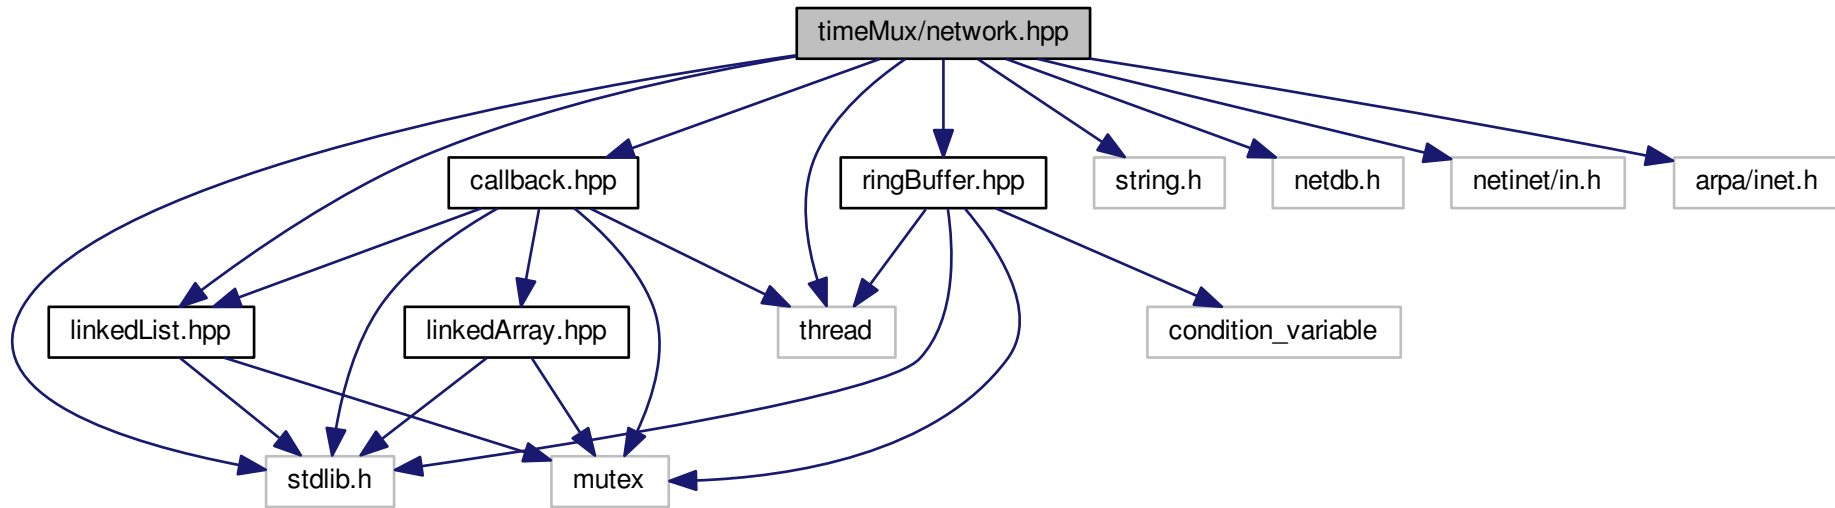 timeMux/network.hpp
callback.hpp
ringBuffer.hpp
string.h
netdb.h
netinet/in.h
arpa/inet.h
linkedList.hpp
linkedArray.hpp
thread
condition_variable
stdlib.h
mutex